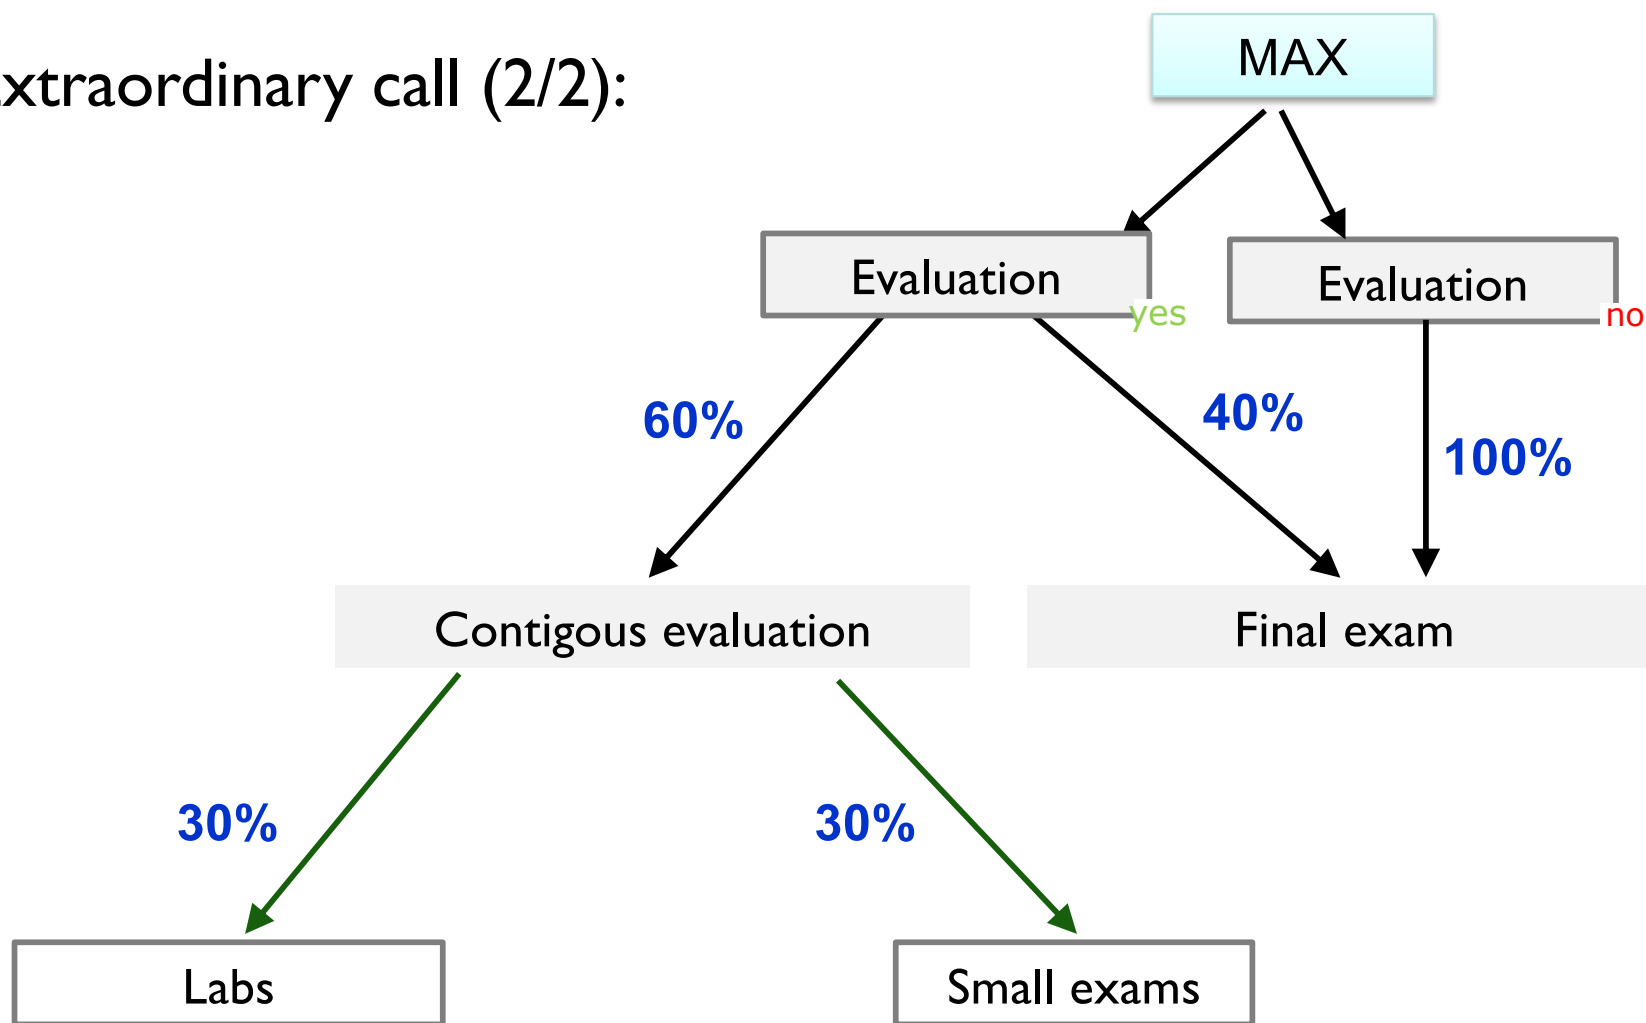 xtraordinary call (2/2):
MAX
Evaluation
yes
Evaluation
no
60%
40%
100%
Contigous evaluation
Final exam
30%
30%
Labs
Small exams